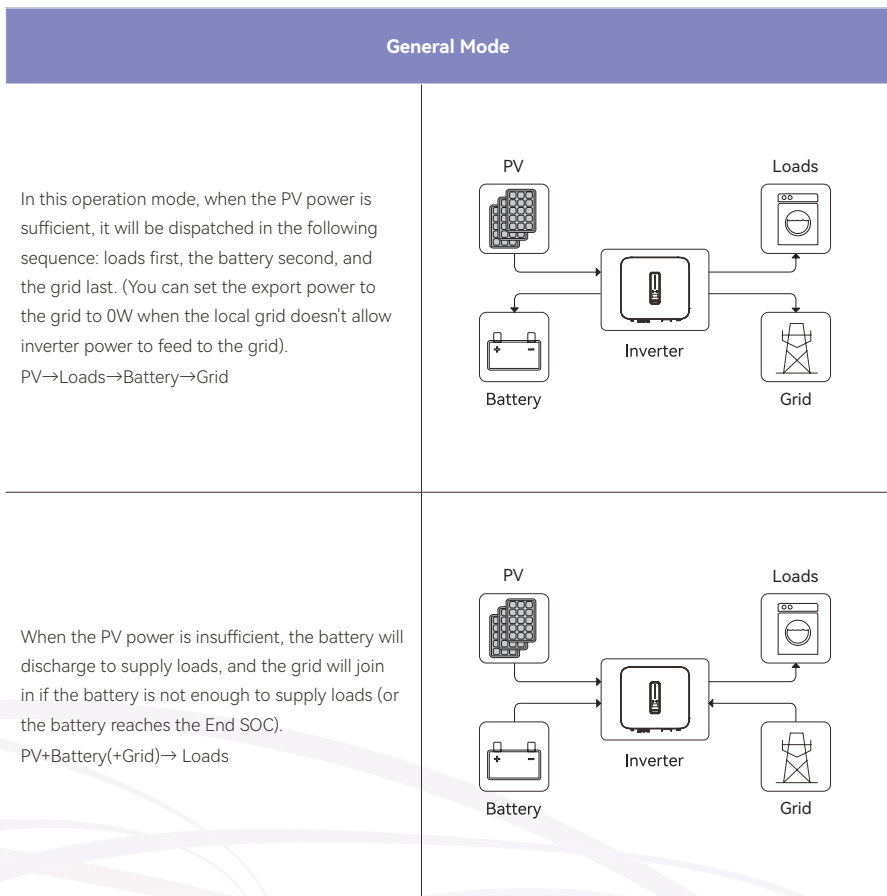 General Mode
In this operation mode, when the PV power is
sufficient, it will be dispatched in the following
sequence: loads first, the battery second, and
the grid last. (You can set the export power to
the grid to 0W when the local grid doesn't allow
inverter power to feed to the grid).
PV→Loads→Battery→Grid
PV
Loads
Inverter
Battery
Grid
When the PV power is insufficient, the battery will
discharge to supply loads, and the grid will join
in if the battery is not enough to supply loads (or
the battery reaches the End SOC).
PV+Battery(+Grid)→ Loads
PV
Loads
Inverter
Battery
Grid